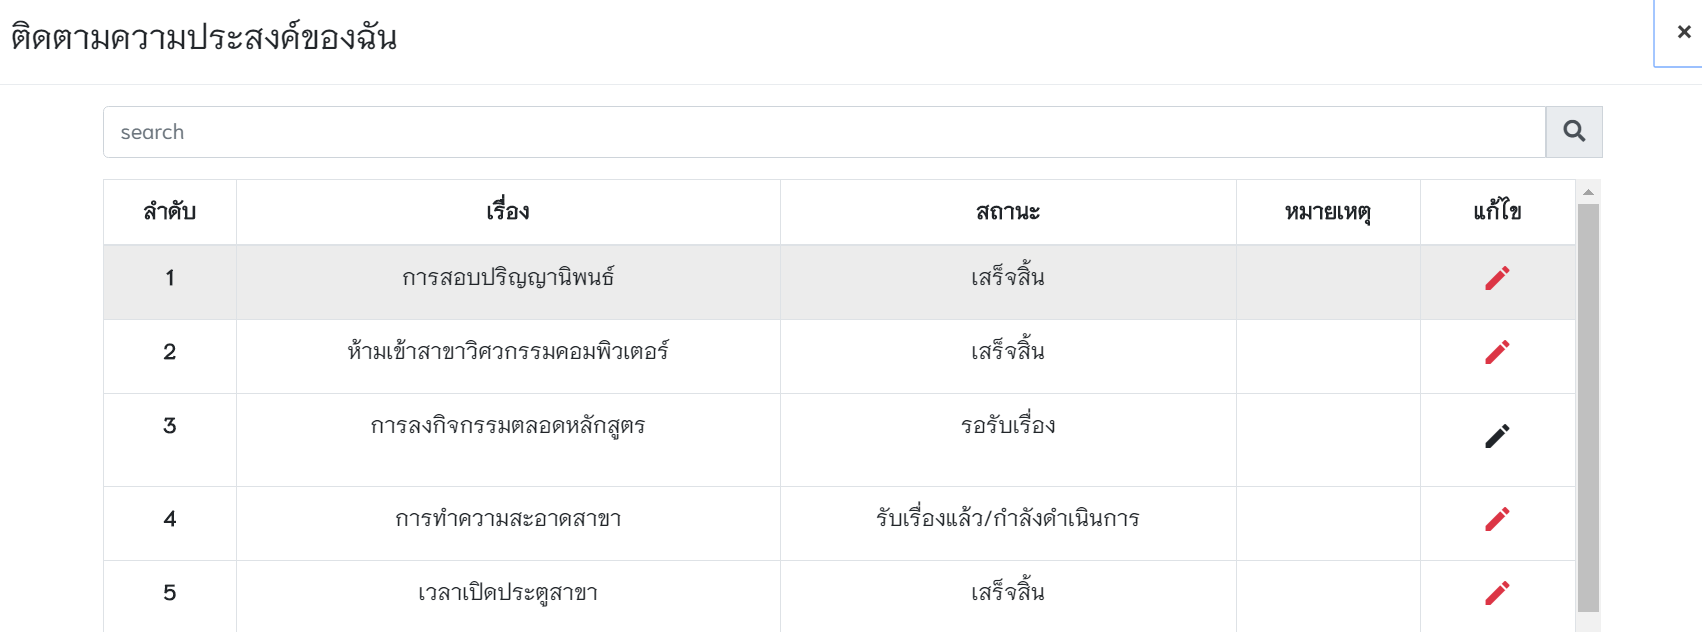 ติดตามความประสงค์ของฉัน
×
search
ลำดับ เรื่อง สถานะ หมายเหตุ แก้ไข
1 การสอบปริญญานิพนธ์ เสร็จสิ้น
2 ห้ามเข้าสาขาวิศวกรรมคอมพิวเตอร์ เสร็จสิ้น
3 การลงกิจกรรมตลอดหลักสูตร รอรับเรื่อง
4 การทำความสะอาดสาขา รับเรื่องแล้ว/กำลังดำเนินการ
5 เวลาเปิดประตูสาขา เสร็จสิ้น